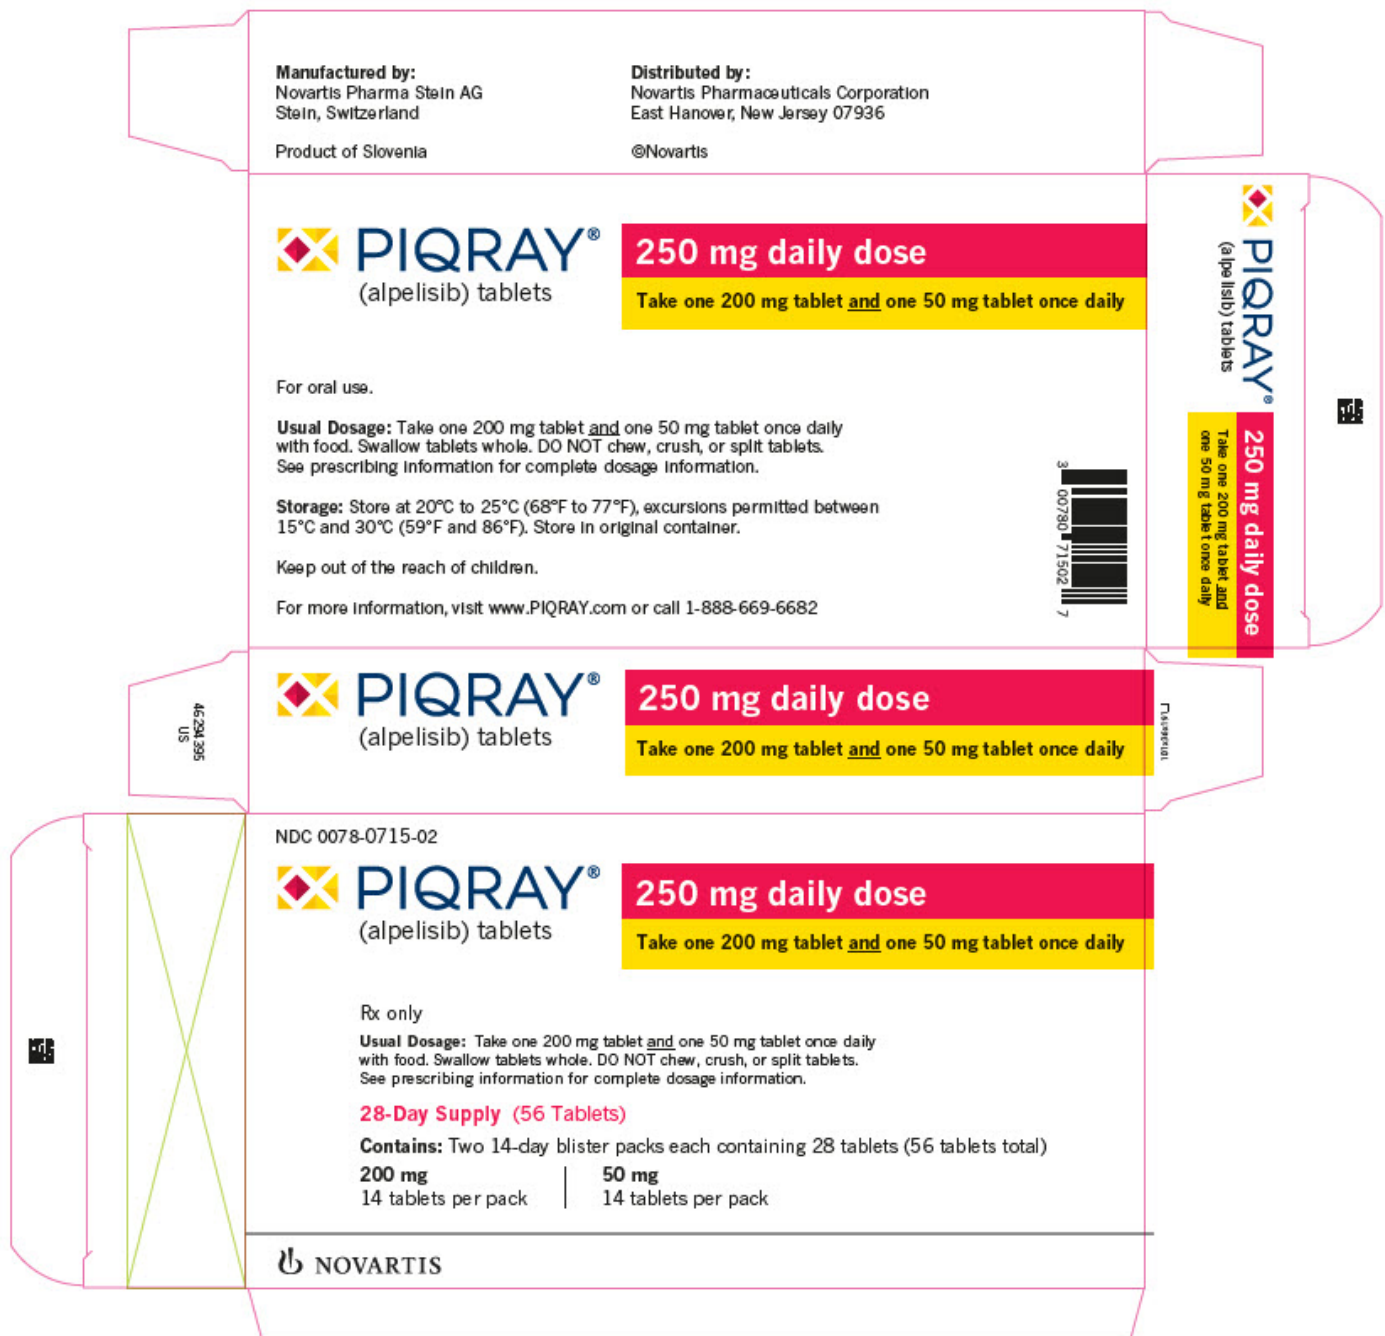 Manufactured by:
Novartis Pharma Stein AG
Stein, Switzerland
Product of Slovenia
Distributed by:
Novartis Pharmaceuticals Corporation
East Hanover, New Jersey 07936
©Novartis
PIQRAY®
(alpelisib) tablets
250 mg daily dose
Take one 200 mg tablet and one 50 mg tablet once daily
For oral use.
Usual Dosage: Take one 200 mg tablet and one 50 mg tablet once daily
with food. Swallow tablets whole. DO NOT chew, crush, or split tablets.
See prescribing information for complete dosage information.
Storage: Store at 20°C to 25°C (68°F to 77°F), excursions permitted between
15°C and 30°C (59°F and 86°F). Store in original container.
Keep out of the reach of children.
For more information, visit www.PIQRAY.com or call 1-888-669-6682
3 00780 71502 7
PIQRAY®
(alpelisib) tablets
250 mg daily dose
Take one 200 mg tablet and
one 50 mg tablet once daily
46294395
US
PIQRAY®
(alpelisib) tablets
250 mg daily dose
Take one 200 mg tablet and one 50 mg tablet once daily
NDC 0078-0715-02
PIQRAY®
(alpelisib) tablets
250 mg daily dose
Take one 200 mg tablet and one 50 mg tablet once daily
Rx only
Usual Dosage: Take one 200 mg tablet and one 50 mg tablet once daily
with food. Swallow tablets whole. DO NOT chew, crush, or split tablets.
See prescribing information for complete dosage information.
28-Day Supply (56 Tablets)
Contains: Two 14-day blister packs each containing 28 tablets (56 tablets total)
200 mg
14 tablets per pack
50 mg
14 tablets per pack
NOVARTIS